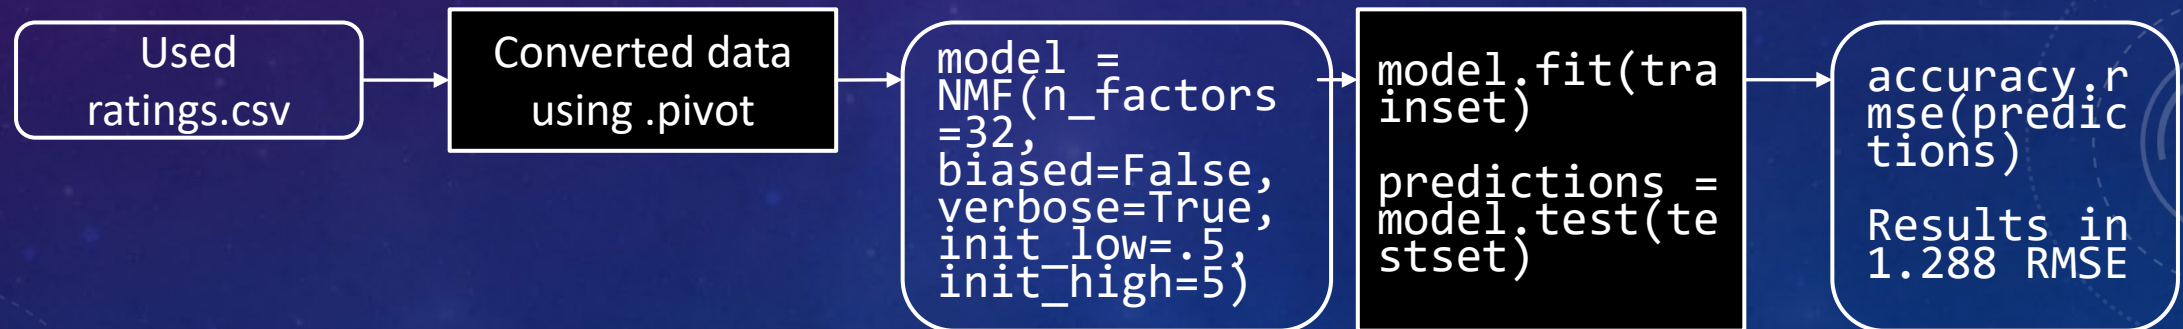 Used
ratings.csv
Converted data
using .pivot
model =
NMF(n_factors
=32,
biased=False,
verbose=True,
init_low=.5,
init_high=5)
model.fit(tra
inset)
predictions =
model.test(te
stset)
accuracy.r
mse(predic
tions)
Results in
1.288 RMSE